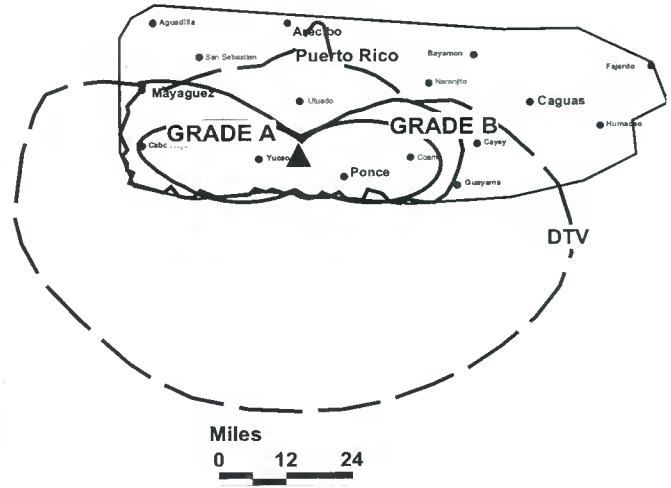 Aguadilla
Arecibo
San Sebastian
Puerto Rico
Bayamon
Fajardo
Naranjito
Mayaguez
Utuado
Caguas
GRADE A
GRADE B
Humacao
Cabo
Cayey
Yauco
Coamo
Ponce
Guayama
DTV
Miles
0 12 24